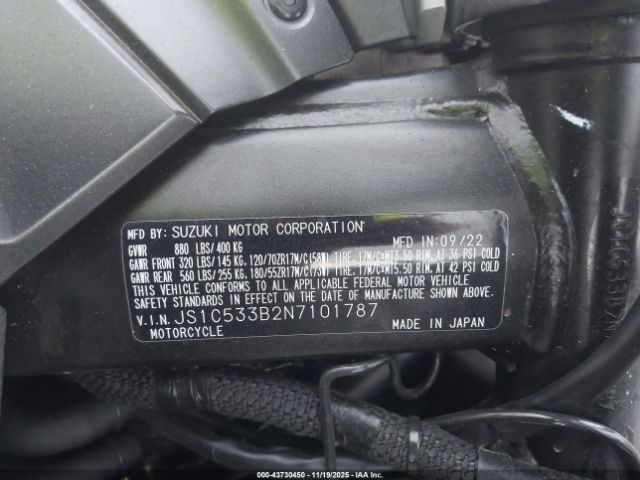 MFD BY: SUZUKI MOTOR CORPORATION
GVWR 880 LBS/400 KG MFD IN:09/22
GAWR FRONT 320 LBS/145 KG. 120/70ZR17M/C(58W) TIRE. 17M/C×MT3.50 RIM. AT 36 PSI COLD
GAWR REAR 560 LBS/255 KG. 180/55ZR17M/C(73W) TIRE. 17M/C×MT5.50 RIM. AT 42 PSI COLD
THIS VEHICLE CONFORMS TO ALL APPLICABLE FEDERAL MOTOR VEHICLE
SAFETY STANDARDS IN EFFECT ON THE DATE OF MANUFACTURE
SHOWN ABOVE.
V.I.N. JS1C533B2N7101787
MOTORCYCLE MADE IN JAPAN
000-43730450 - 11/19/2025 - IAAI, Inc.